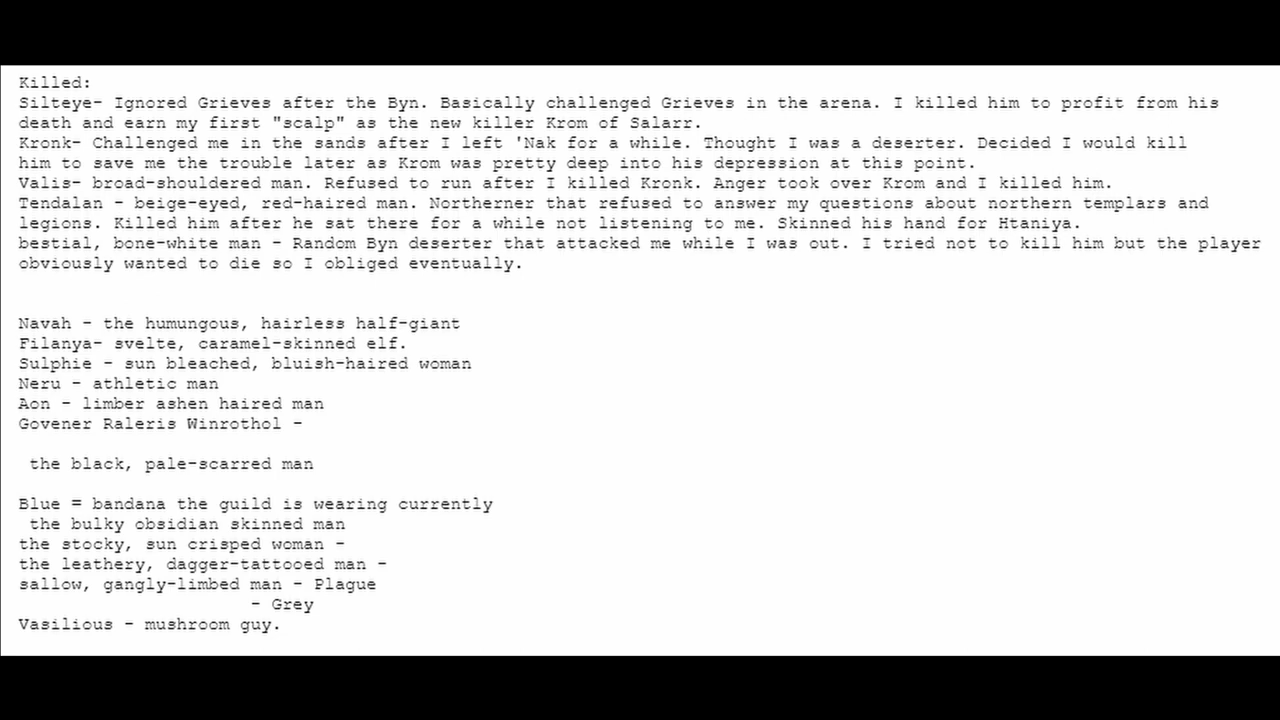 Killed:
Silteye- Ignored Grieves after the Byn. Basically challenged Grieves in the arena. I killed him to profit from his
death and earn my first "scalp" as the new killer Krom of Salarr.
Kronk- Challenged me in the sands after I left 'Nak for a while. Thought I was a deserter. Decided I would kill
him to save me the trouble later as Krom was pretty deep into his depression at this point.
Valis- broad-shouldered man. Refused to run after I killed Kronk. Anger took over Krom and I killed him.
Tendalan - beige-eyed, red-haired man. Northerner that refused to answer my questions about northern templars and
legions. Killed him after he sat there for a while not listening to me. Skinned his hand for Htaniya.
bestial, bone-white man - Random Byn deserter that attacked me while I was out. I tried not to kill him but the player
obviously wanted to die so I obliged eventually.
Navah - the humungous, hairless half-giant
Filanya- svelte, caramel-skinned elf.
Sulphie - sun bleached, bluish-haired woman
Neru - athletic man
Aon - limber ashen haired man
Govener Raleris Winrothol -
the black, pale-scarred man
Blue = bandana the guild is wearing currently
the bulky obsidian skinned man
the stocky, sun crisped woman -
the leathery, dagger-tattooed man -
sallow, gangly-limbed man - Plague
- Grey
Vasilious - mushroom guy.